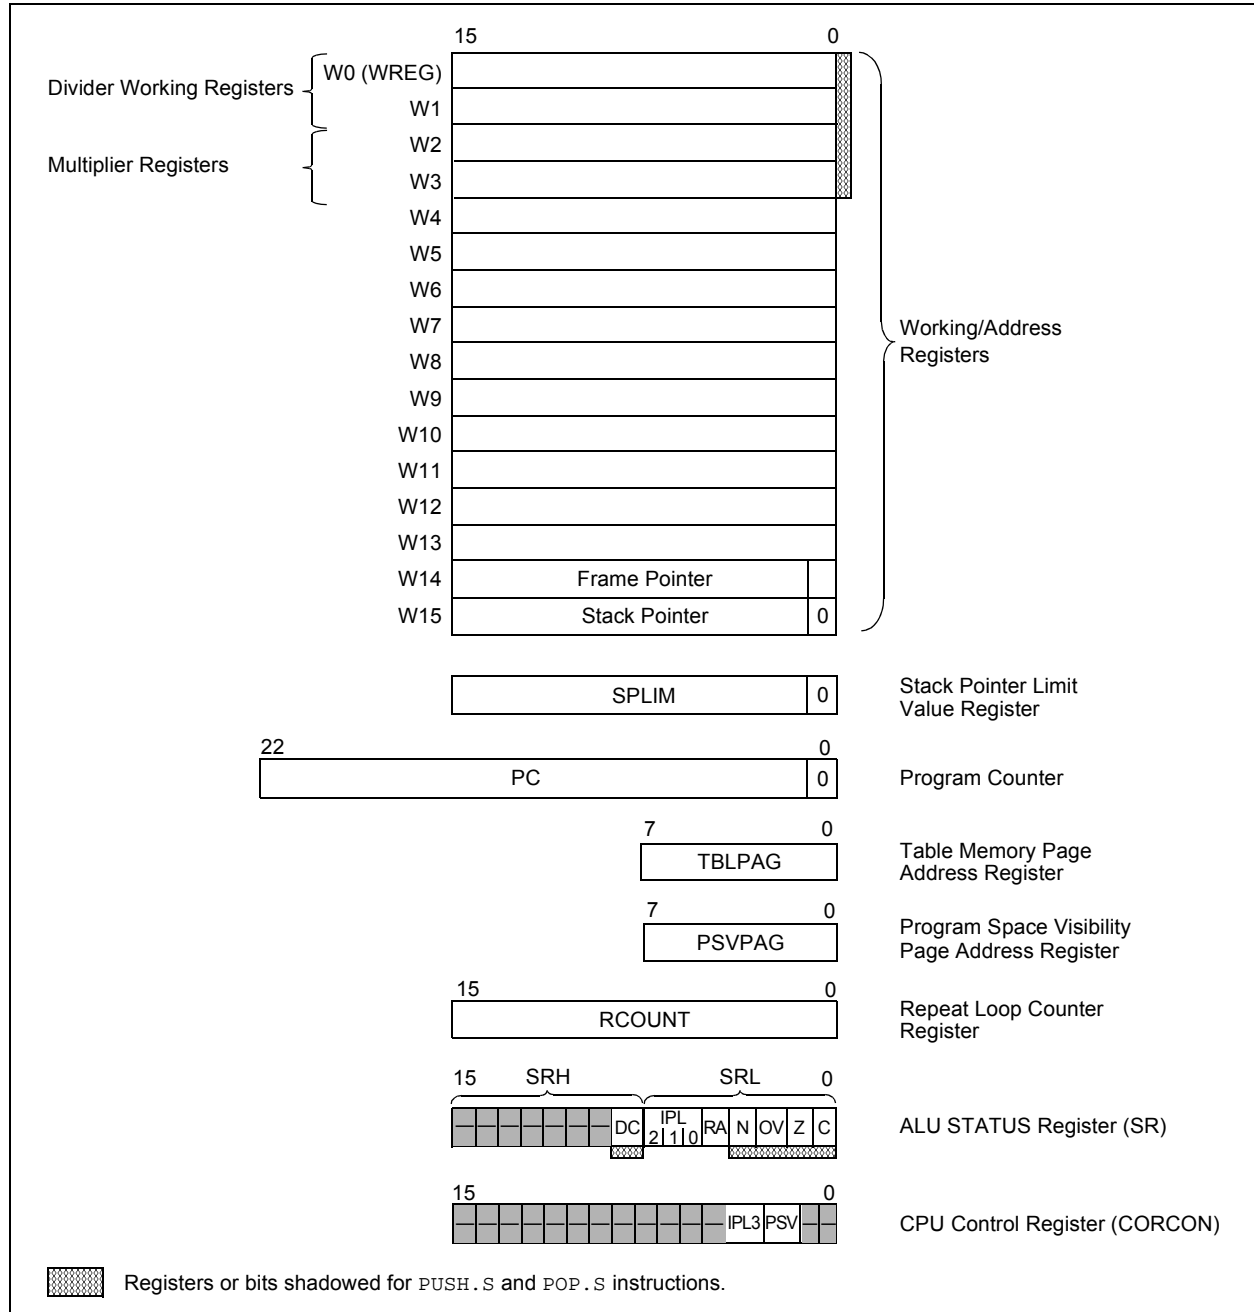 15 0
W0 (WREG)
Divider Working Registers
W1
W2
Multiplier Registers
W3
W4
W5
W6
W7
Working/Address
Registers
W8
W9
W10
W11
W12
W13
W14 Frame Pointer
W15 Stack Pointer 0
SPLIM 0
Stack Pointer Limit
Value Register
22 0
PC 0 Program Counter
7 0
TBLPAG
Table Memory Page
Address Register
7 0
PSVPAG
Program Space Visibility
Page Address Register
15 0
RCOUNT
Repeat Loop Counter
Register
15 SRH SRL 0
— — — — — — — DC IPL 2 1 0 RA N OV Z C ALU STATUS Register (SR)
15 0
— — — — — — — — — — — — IPL3 PSV — — CPU Control Register (CORCON)
Registers or bits shadowed for PUSH.S and POP.S instructions.